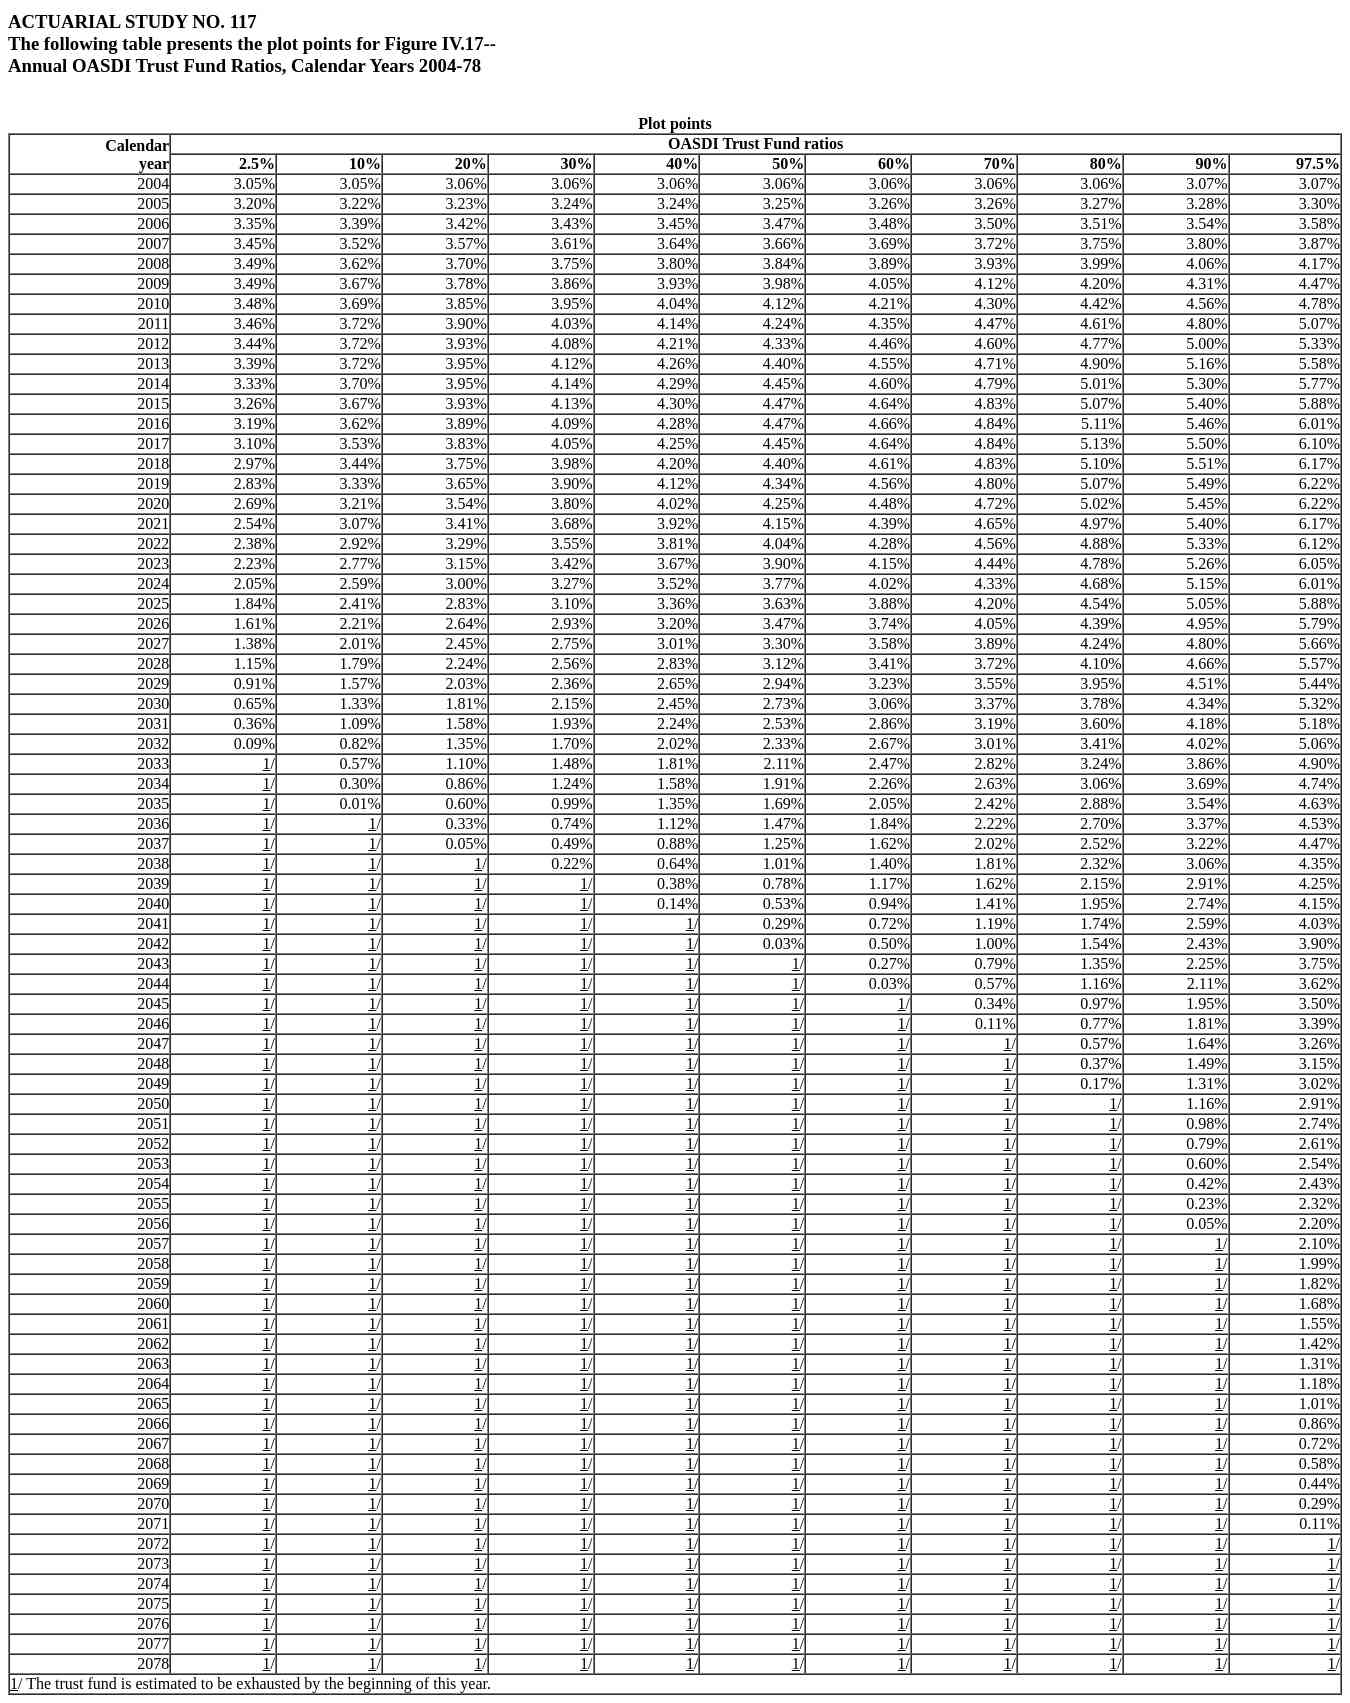 ACTUARIAL STUDY NO. 117
The following table presents the plot points for Figure IV.17--
Annual OASDI Trust Fund Ratios, Calendar Years 2004-78
Plot points
Calendar year OASDI Trust Fund ratios
2.5% 10% 20% 30% 40% 50% 60% 70% 80% 90% 97.5%
2004 3.05% 3.05% 3.06% 3.06% 3.06% 3.06% 3.06% 3.06% 3.06% 3.07% 3.07%
2005 3.20% 3.22% 3.23% 3.24% 3.24% 3.25% 3.26% 3.26% 3.27% 3.28% 3.30%
2006 3.35% 3.39% 3.42% 3.43% 3.45% 3.47% 3.48% 3.50% 3.51% 3.54% 3.58%
2007 3.45% 3.52% 3.57% 3.61% 3.64% 3.66% 3.69% 3.72% 3.75% 3.80% 3.87%
2008 3.49% 3.62% 3.70% 3.75% 3.80% 3.84% 3.89% 3.93% 3.99% 4.06% 4.17%
2009 3.49% 3.67% 3.78% 3.86% 3.93% 3.98% 4.05% 4.12% 4.20% 4.31% 4.47%
2010 3.48% 3.69% 3.85% 3.95% 4.04% 4.12% 4.21% 4.30% 4.42% 4.56% 4.78%
2011 3.46% 3.72% 3.90% 4.03% 4.14% 4.24% 4.35% 4.47% 4.61% 4.80% 5.07%
2012 3.44% 3.72% 3.93% 4.08% 4.21% 4.33% 4.46% 4.60% 4.77% 5.00% 5.33%
2013 3.39% 3.72% 3.95% 4.12% 4.26% 4.40% 4.55% 4.71% 4.90% 5.16% 5.58%
2014 3.33% 3.70% 3.95% 4.14% 4.29% 4.45% 4.60% 4.79% 5.01% 5.30% 5.77%
2015 3.26% 3.67% 3.93% 4.13% 4.30% 4.47% 4.64% 4.83% 5.07% 5.40% 5.88%
2016 3.19% 3.62% 3.89% 4.09% 4.28% 4.47% 4.66% 4.84% 5.11% 5.46% 6.01%
2017 3.10% 3.53% 3.83% 4.05% 4.25% 4.45% 4.64% 4.84% 5.13% 5.50% 6.10%
2018 2.97% 3.44% 3.75% 3.98% 4.20% 4.40% 4.61% 4.83% 5.10% 5.51% 6.17%
2019 2.83% 3.33% 3.65% 3.90% 4.12% 4.34% 4.56% 4.80% 5.07% 5.49% 6.22%
2020 2.69% 3.21% 3.54% 3.80% 4.02% 4.25% 4.48% 4.72% 5.02% 5.45% 6.22%
2021 2.54% 3.07% 3.41% 3.68% 3.92% 4.15% 4.39% 4.65% 4.97% 5.40% 6.17%
2022 2.38% 2.92% 3.29% 3.55% 3.81% 4.04% 4.28% 4.56% 4.88% 5.33% 6.12%
2023 2.23% 2.77% 3.15% 3.42% 3.67% 3.90% 4.15% 4.44% 4.78% 5.26% 6.05%
2024 2.05% 2.59% 3.00% 3.27% 3.52% 3.77% 4.02% 4.33% 4.68% 5.15% 6.01%
2025 1.84% 2.41% 2.83% 3.10% 3.36% 3.63% 3.88% 4.20% 4.54% 5.05% 5.88%
2026 1.61% 2.21% 2.64% 2.93% 3.20% 3.47% 3.74% 4.05% 4.39% 4.95% 5.79%
2027 1.38% 2.01% 2.45% 2.75% 3.01% 3.30% 3.58% 3.89% 4.24% 4.80% 5.66%
2028 1.15% 1.79% 2.24% 2.56% 2.83% 3.12% 3.41% 3.72% 4.10% 4.66% 5.57%
2029 0.91% 1.57% 2.03% 2.36% 2.65% 2.94% 3.23% 3.55% 3.95% 4.51% 5.44%
2030 0.65% 1.33% 1.81% 2.15% 2.45% 2.73% 3.06% 3.37% 3.78% 4.34% 5.32%
2031 0.36% 1.09% 1.58% 1.93% 2.24% 2.53% 2.86% 3.19% 3.60% 4.18% 5.18%
2032 0.09% 0.82% 1.35% 1.70% 2.02% 2.33% 2.67% 3.01% 3.41% 4.02% 5.06%
2033 1/ 0.57% 1.10% 1.48% 1.81% 2.11% 2.47% 2.82% 3.24% 3.86% 4.90%
2034 1/ 0.30% 0.86% 1.24% 1.58% 1.91% 2.26% 2.63% 3.06% 3.69% 4.74%
2035 1/ 0.01% 0.60% 0.99% 1.35% 1.69% 2.05% 2.42% 2.88% 3.54% 4.63%
2036 1/ 1/ 0.33% 0.74% 1.12% 1.47% 1.84% 2.22% 2.70% 3.37% 4.53%
2037 1/ 1/ 0.05% 0.49% 0.88% 1.25% 1.62% 2.02% 2.52% 3.22% 4.47%
2038 1/ 1/ 1/ 0.22% 0.64% 1.01% 1.40% 1.81% 2.32% 3.06% 4.35%
2039 1/ 1/ 1/ 1/ 0.38% 0.78% 1.17% 1.62% 2.15% 2.91% 4.25%
2040 1/ 1/ 1/ 1/ 0.14% 0.53% 0.94% 1.41% 1.95% 2.74% 4.15%
2041 1/ 1/ 1/ 1/ 1/ 0.29% 0.72% 1.19% 1.74% 2.59% 4.03%
2042 1/ 1/ 1/ 1/ 1/ 0.03% 0.50% 1.00% 1.54% 2.43% 3.90%
2043 1/ 1/ 1/ 1/ 1/ 1/ 0.27% 0.79% 1.35% 2.25% 3.75%
2044 1/ 1/ 1/ 1/ 1/ 1/ 0.03% 0.57% 1.16% 2.11% 3.62%
2045 1/ 1/ 1/ 1/ 1/ 1/ 1/ 0.34% 0.97% 1.95% 3.50%
2046 1/ 1/ 1/ 1/ 1/ 1/ 1/ 0.11% 0.77% 1.81% 3.39%
2047 1/ 1/ 1/ 1/ 1/ 1/ 1/ 1/ 0.57% 1.64% 3.26%
2048 1/ 1/ 1/ 1/ 1/ 1/ 1/ 1/ 0.37% 1.49% 3.15%
2049 1/ 1/ 1/ 1/ 1/ 1/ 1/ 1/ 0.17% 1.31% 3.02%
2050 1/ 1/ 1/ 1/ 1/ 1/ 1/ 1/ 1/ 1.16% 2.91%
2051 1/ 1/ 1/ 1/ 1/ 1/ 1/ 1/ 1/ 0.98% 2.74%
2052 1/ 1/ 1/ 1/ 1/ 1/ 1/ 1/ 1/ 0.79% 2.61%
2053 1/ 1/ 1/ 1/ 1/ 1/ 1/ 1/ 1/ 0.60% 2.54%
2054 1/ 1/ 1/ 1/ 1/ 1/ 1/ 1/ 1/ 0.42% 2.43%
2055 1/ 1/ 1/ 1/ 1/ 1/ 1/ 1/ 1/ 0.23% 2.32%
2056 1/ 1/ 1/ 1/ 1/ 1/ 1/ 1/ 1/ 0.05% 2.20%
2057 1/ 1/ 1/ 1/ 1/ 1/ 1/ 1/ 1/ 1/ 2.10%
2058 1/ 1/ 1/ 1/ 1/ 1/ 1/ 1/ 1/ 1/ 1.99%
2059 1/ 1/ 1/ 1/ 1/ 1/ 1/ 1/ 1/ 1/ 1.82%
2060 1/ 1/ 1/ 1/ 1/ 1/ 1/ 1/ 1/ 1/ 1.68%
2061 1/ 1/ 1/ 1/ 1/ 1/ 1/ 1/ 1/ 1/ 1.55%
2062 1/ 1/ 1/ 1/ 1/ 1/ 1/ 1/ 1/ 1/ 1.42%
2063 1/ 1/ 1/ 1/ 1/ 1/ 1/ 1/ 1/ 1/ 1.31%
2064 1/ 1/ 1/ 1/ 1/ 1/ 1/ 1/ 1/ 1/ 1.18%
2065 1/ 1/ 1/ 1/ 1/ 1/ 1/ 1/ 1/ 1/ 1.01%
2066 1/ 1/ 1/ 1/ 1/ 1/ 1/ 1/ 1/ 1/ 0.86%
2067 1/ 1/ 1/ 1/ 1/ 1/ 1/ 1/ 1/ 1/ 0.72%
2068 1/ 1/ 1/ 1/ 1/ 1/ 1/ 1/ 1/ 1/ 0.58%
2069 1/ 1/ 1/ 1/ 1/ 1/ 1/ 1/ 1/ 1/ 0.44%
2070 1/ 1/ 1/ 1/ 1/ 1/ 1/ 1/ 1/ 1/ 0.29%
2071 1/ 1/ 1/ 1/ 1/ 1/ 1/ 1/ 1/ 1/ 0.11%
2072 1/ 1/ 1/ 1/ 1/ 1/ 1/ 1/ 1/ 1/ 1/
2073 1/ 1/ 1/ 1/ 1/ 1/ 1/ 1/ 1/ 1/ 1/
2074 1/ 1/ 1/ 1/ 1/ 1/ 1/ 1/ 1/ 1/ 1/
2075 1/ 1/ 1/ 1/ 1/ 1/ 1/ 1/ 1/ 1/ 1/
2076 1/ 1/ 1/ 1/ 1/ 1/ 1/ 1/ 1/ 1/ 1/
2077 1/ 1/ 1/ 1/ 1/ 1/ 1/ 1/ 1/ 1/ 1/
2078 1/ 1/ 1/ 1/ 1/ 1/ 1/ 1/ 1/ 1/ 1/
1/ The trust fund is estimated to be exhausted by the beginning of this year.